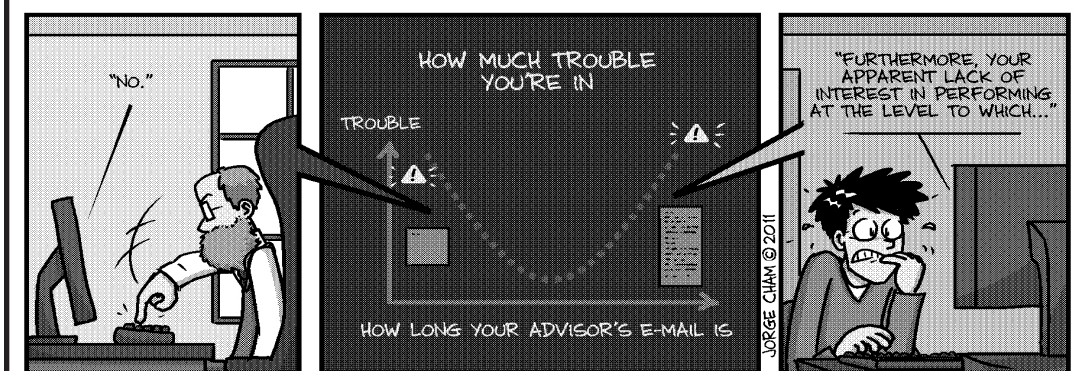 "NO."
HOW MUCH TROUBLE
YOU'RE IN
TROUBLE
HOW LONG YOUR ADVISOR'S E-MAIL IS
JORGE CHAM © 2011
"FURTHERMORE, YOUR
APPARENT LACK OF
INTEREST IN PERFORMING
AT THE LEVEL TO WHICH..."